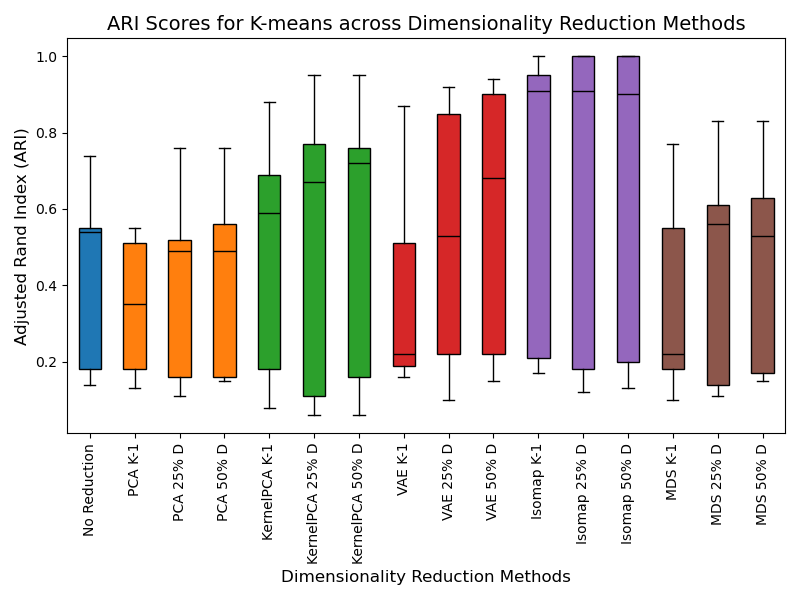 ARI Scores for K-means across Dimensionality Reduction Methods
Adjusted Rand Index (ARI)
1.0
0.8
0.6
0.4
0.2
No Reduction
PCA K-1
PCA 25% D
PCA 50% D
KernelPCA K-1
KernelPCA 25% D
KernelPCA 50% D
VAE K-1
VAE 25% D
VAE 50% D
Isomap K-1
Isomap 25% D
Isomap 50% D
MDS K-1
MDS 25% D
MDS 50% D
Dimensionality Reduction Methods